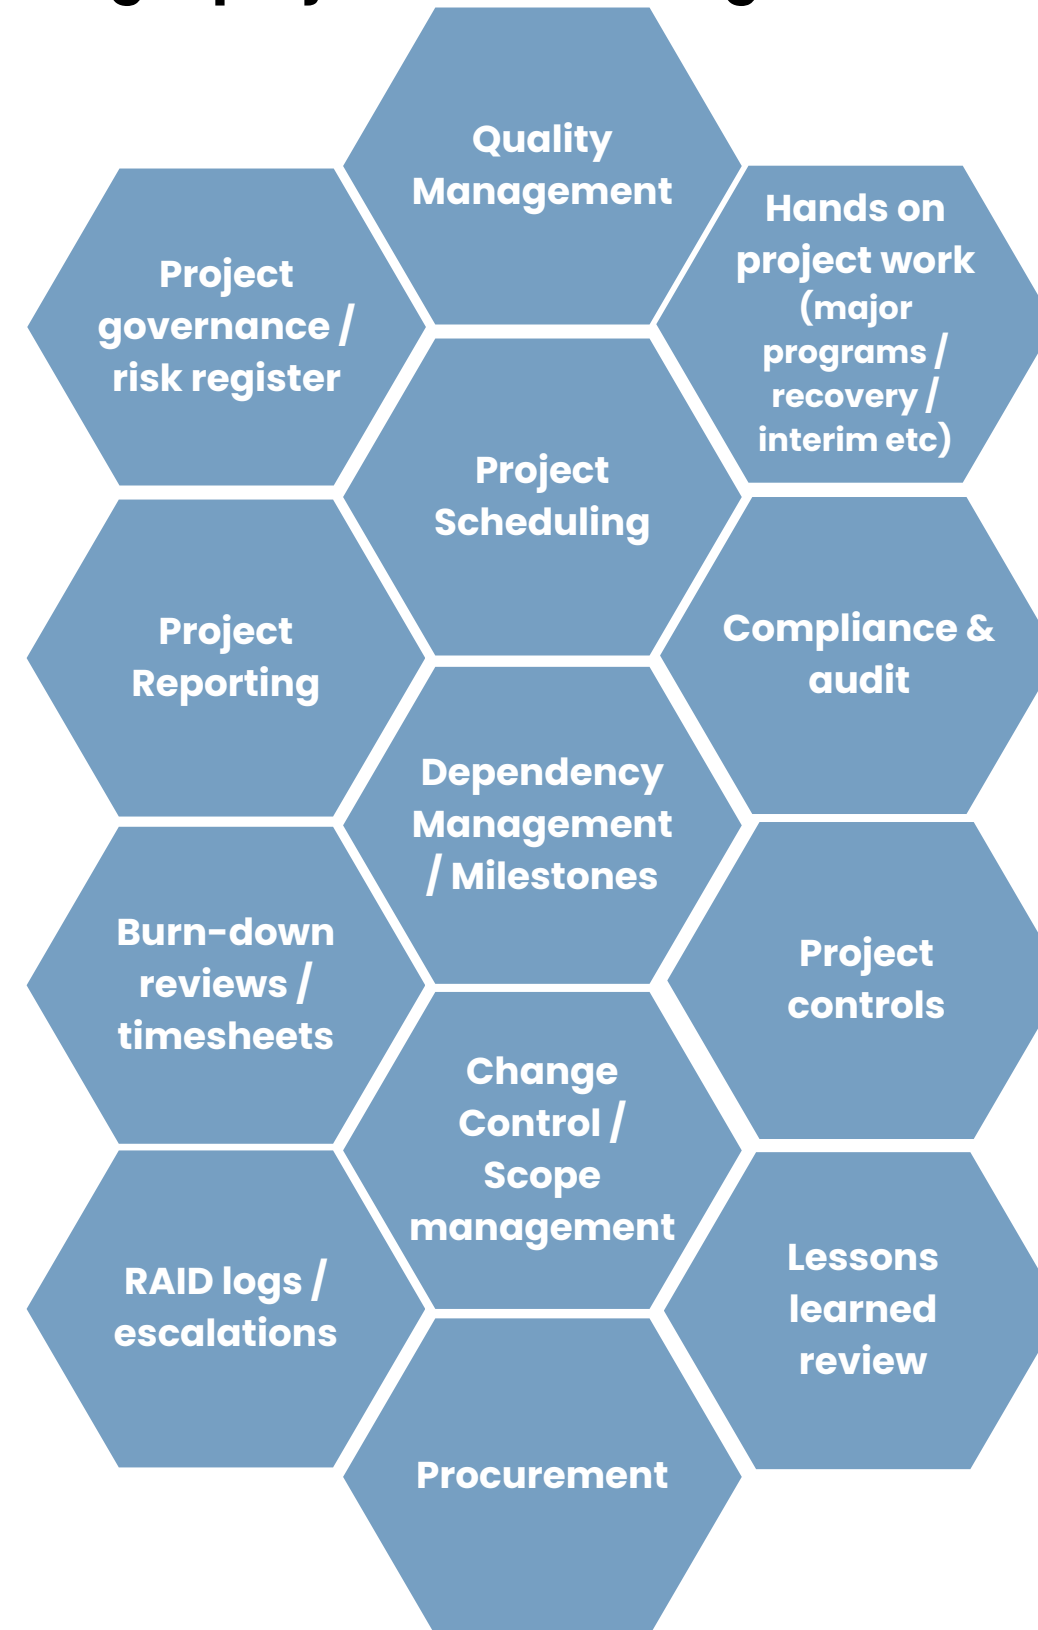 Quality
Management
Project
governance /
risk register
Hands on
project work
(major
programs /
recovery /
interim etc)
Project
Scheduling
Project
Reporting
Compliance &
audit
Dependency
Management
/ Milestones
Burn-down
reviews /
timesheets
Project
controls
Change
Control /
Scope
management
RAID logs /
escalations
Lessons
learned
review
Procurement